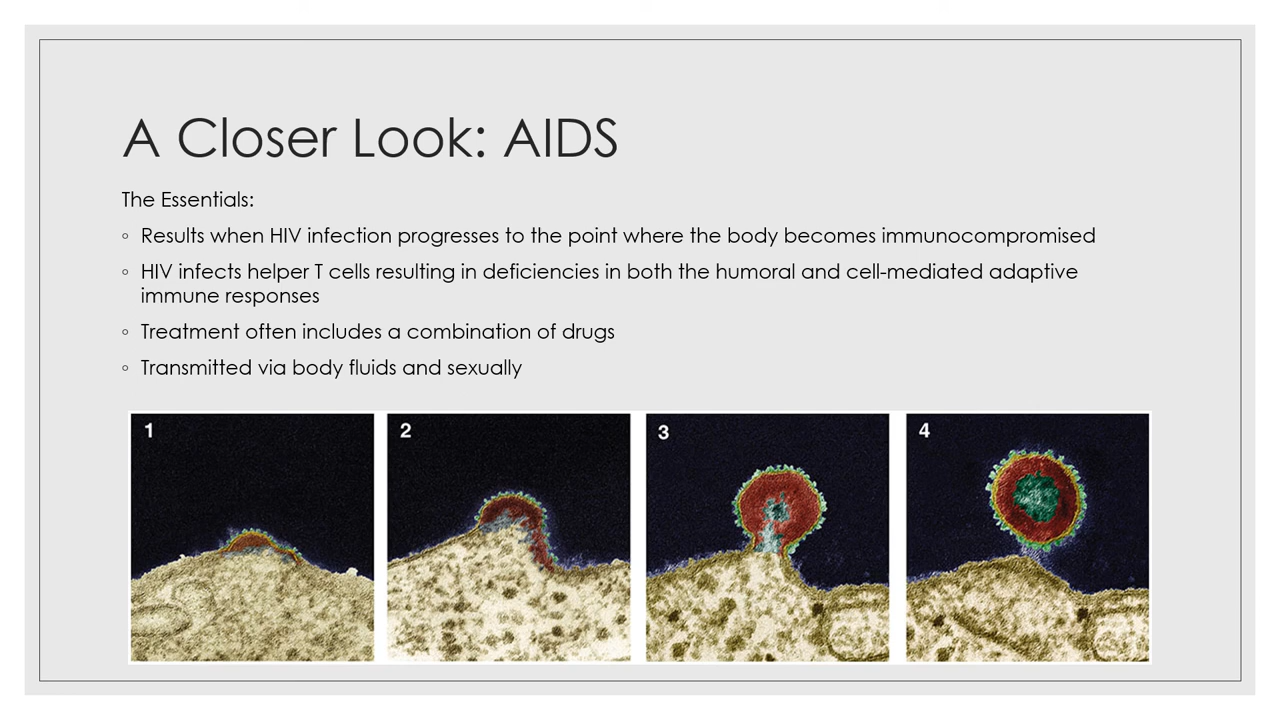 A Closer Look: AIDS
The Essentials:
◦ Results when HIV infection progresses to the point where the body becomes immunocompromised
◦ HIV infects helper T cells resulting in deficiencies in both the humoral and cell-mediated adaptive
immune responses
◦ Treatment often includes a combination of drugs
◦ Transmitted via body fluids and sexually
1 2 3 4